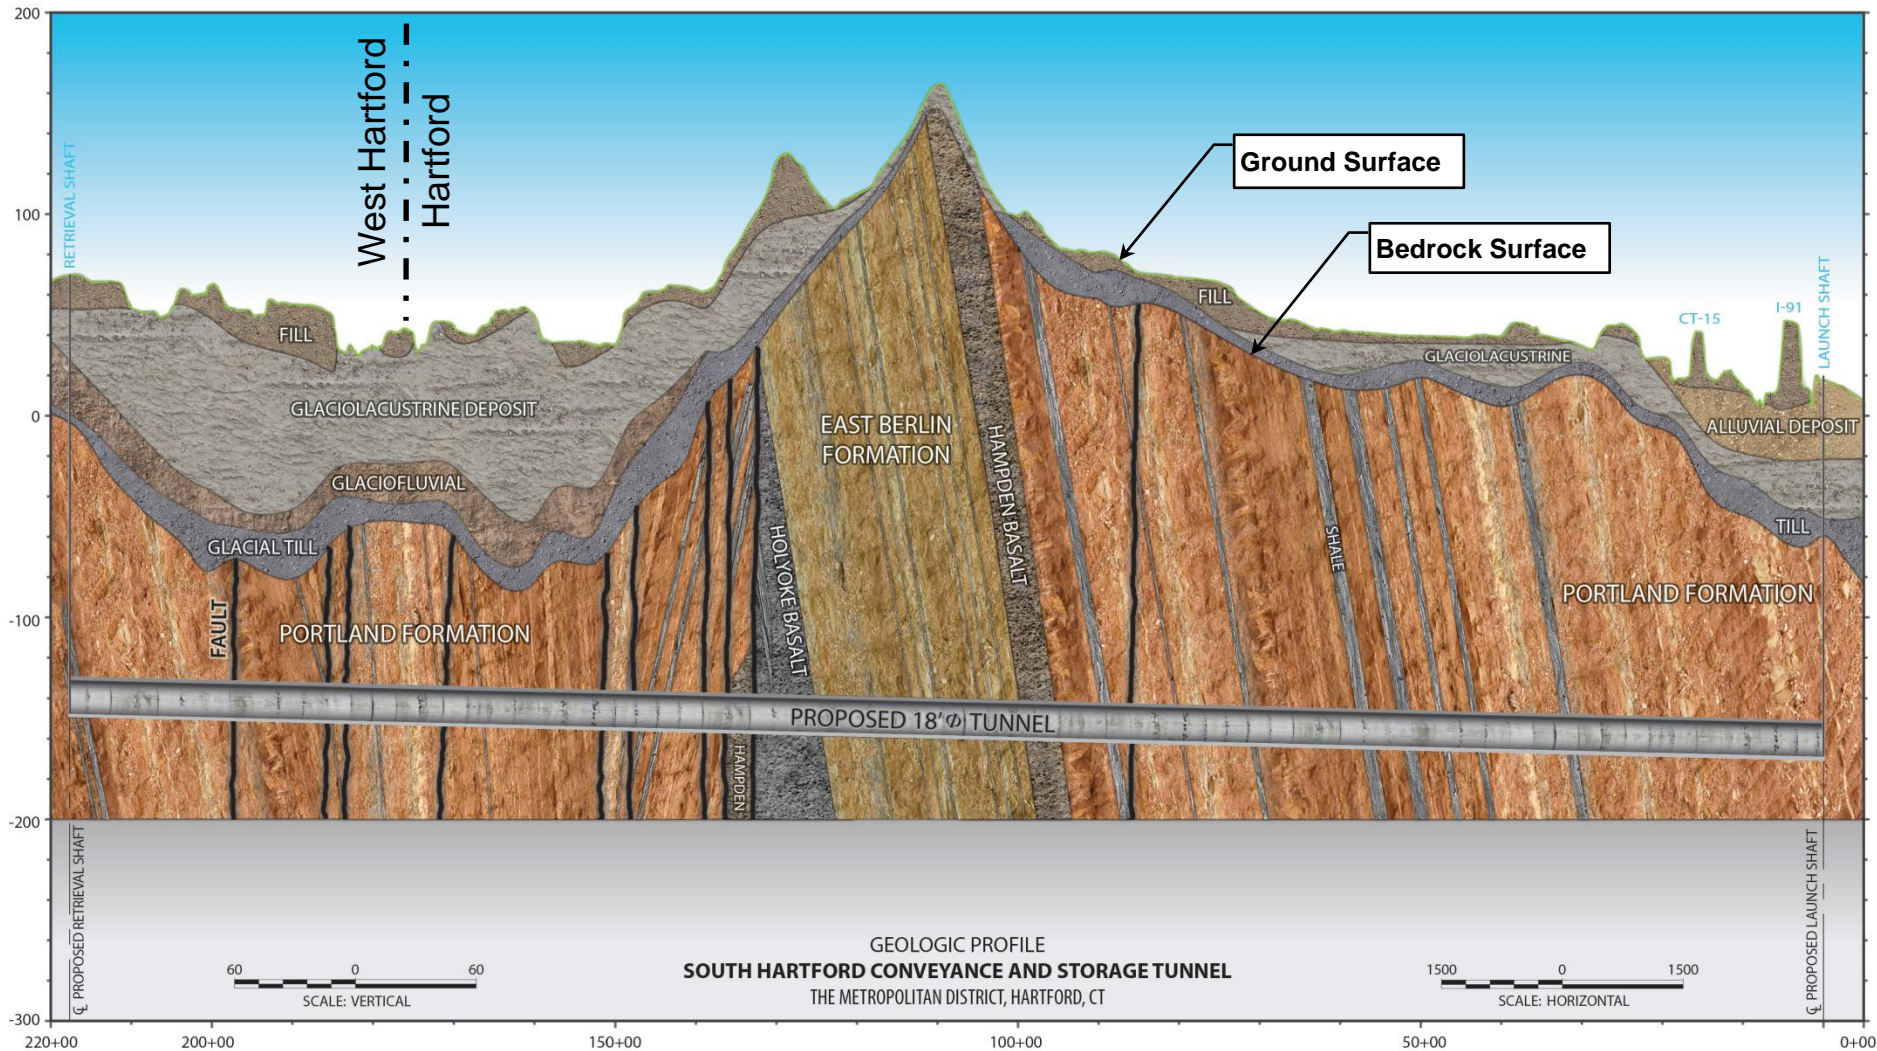 200
100
0
-100
-200
-300
West Hartford
Hartford
RETRIEVAL SHAFT
Ground Surface
Bedrock Surface
CT-15
I-91
LAUNCH SHAFT
FILL
FILL
GLACIOLACUSTRINE
GLACIOLACUSTRINE DEPOSIT
ALLUVIAL DEPOSIT
EAST BERLIN
FORMATION
HAMPDEN BASALT
GLACIOFLUVIAL
GLACIAL TILL
TILL
SHALE
HOLYOKE BASALT
FAULT
PORTLAND FORMATION
PORTLAND FORMATION
PROPOSED 18' Φ TUNNEL
HAMPDEN
℄ PROPOSED RETRIEVAL SHAFT
℄ PROPOSED LAUNCH SHAFT
GEOLOGIC PROFILE
SOUTH HARTFORD CONVEYANCE AND STORAGE TUNNEL
THE METROPOLITAN DISTRICT, HARTFORD, CT
60 0 60
SCALE: VERTICAL
1500 0 1500
SCALE: HORIZONTAL
220+00 200+00 150+00 100+00 50+00 0+00